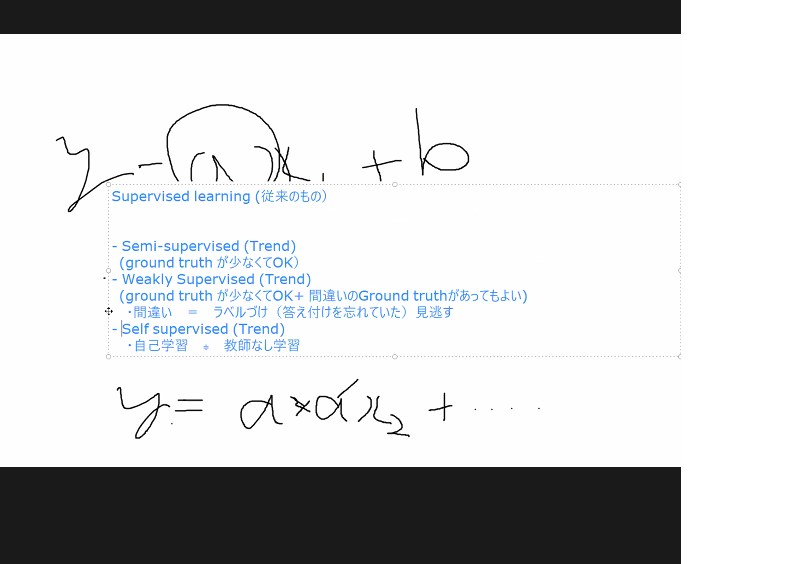 Supervised learning (従来のもの)
- Semi-supervised (Trend)
(ground truth が少なくてOK)
- Weakly Supervised (Trend)
(ground truth が少なくてOK+ 間違いのGround truthがあってもよい)
・間違い ＝ ラベルづけ（答え付けを忘れていた）見逃す
- Self supervised (Trend)
・自己学習 ≠ 教師なし学習
y = a x a' x₂ + ....